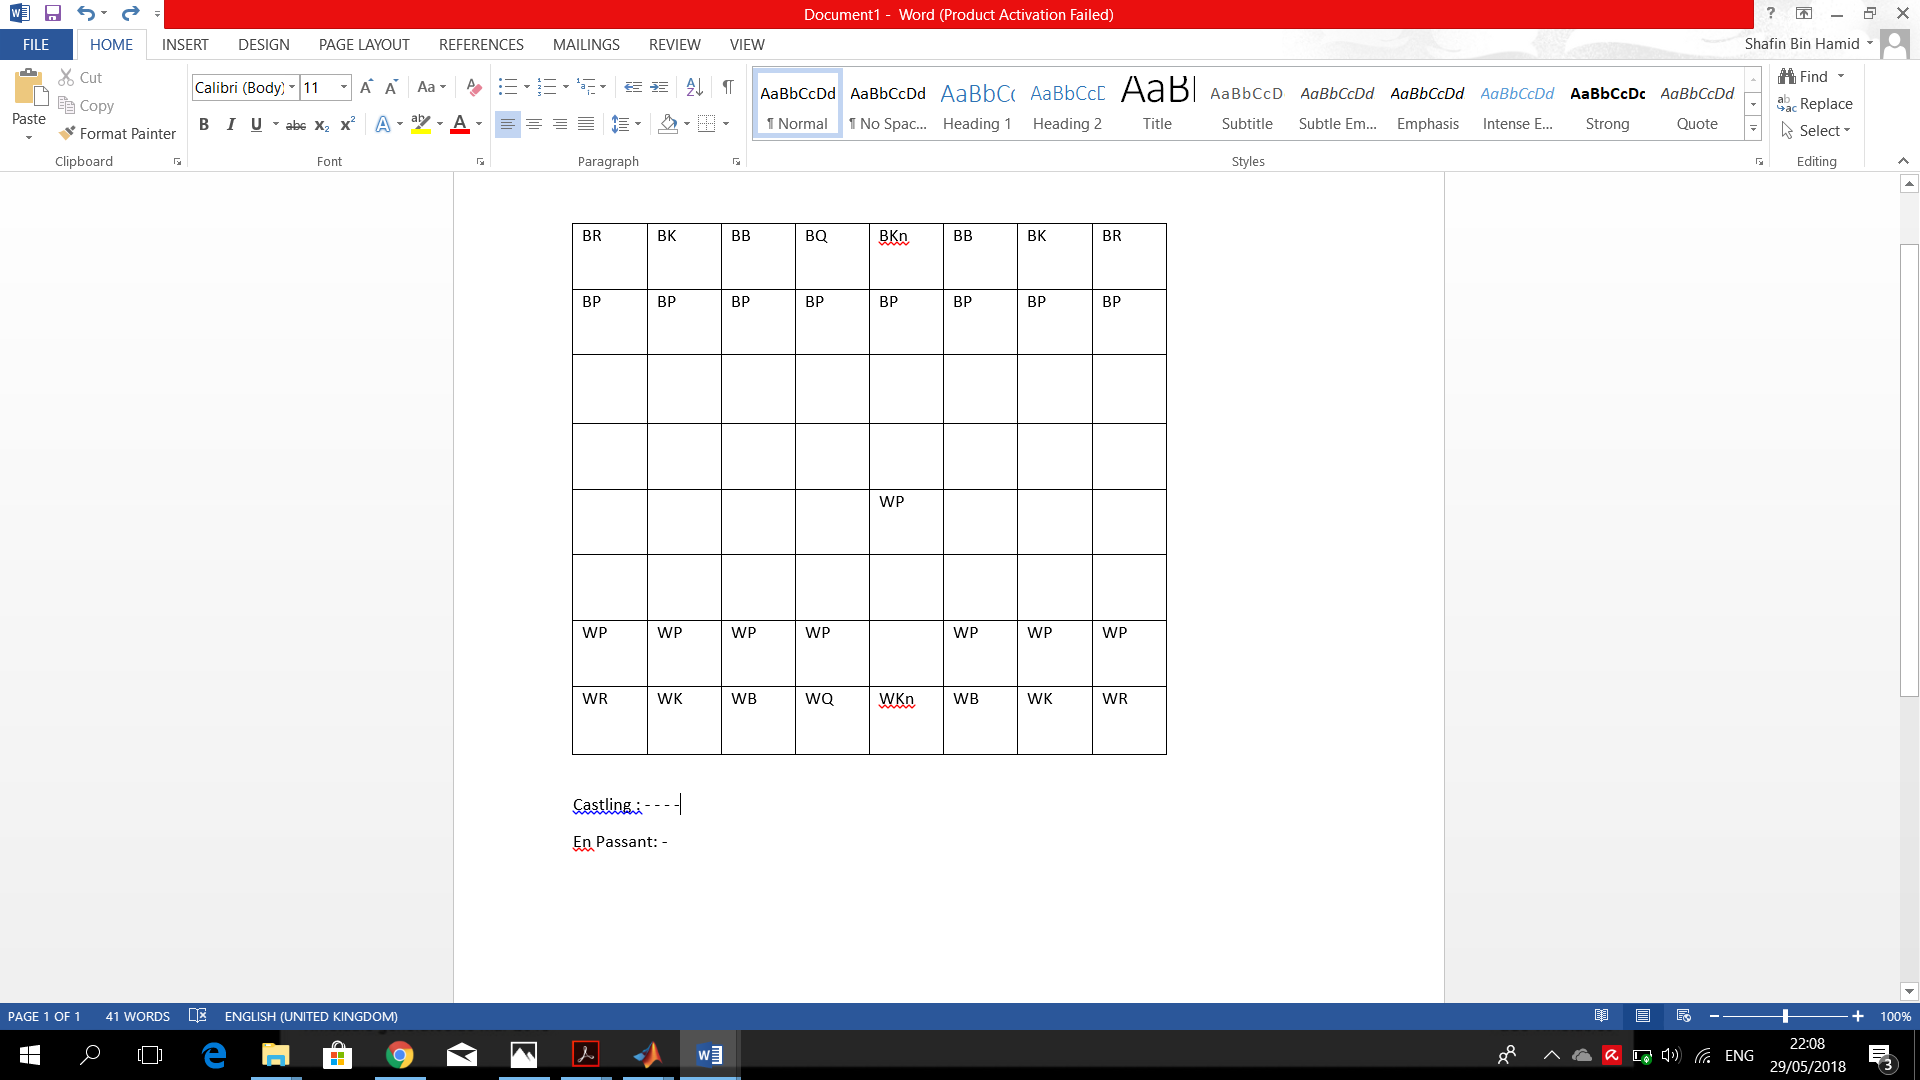 Document1 - Word (Product Activation Failed)
FILE HOME INSERT DESIGN PAGE LAYOUT REFERENCES MAILINGS REVIEW VIEW Shafin Bin Hamid
Paste Cut
Copy
Format Painter
Clipboard
Calibri (Body) 11 Aa
B I U abc x₂ x² A A
Font
Paragraph
AaBbCcDd AaBbCcDd AaBbCc AaBbCcC AaBl AaBbCcD AaBbCcDd AaBbCcDd AaBbCcDd AaBbCcDc AaBbCcDd
¶ Normal ¶ No Spac... Heading 1 Heading 2 Title Subtitle Subtle Em... Emphasis Intense E... Strong Quote
Styles
Find
Replace
Select
Editing
BR BK BB BQ BKn BB BK BR
BP BP BP BP BP BP BP BP
WP
WP WP WP WP WP WP WP
WR WK WB WQ WKn WB WK WR
Castling : - - - -
En Passant: -
PAGE 1 OF 1 41 WORDS ENGLISH (UNITED KINGDOM) 100%
ENG 22:08
29/05/2018 3